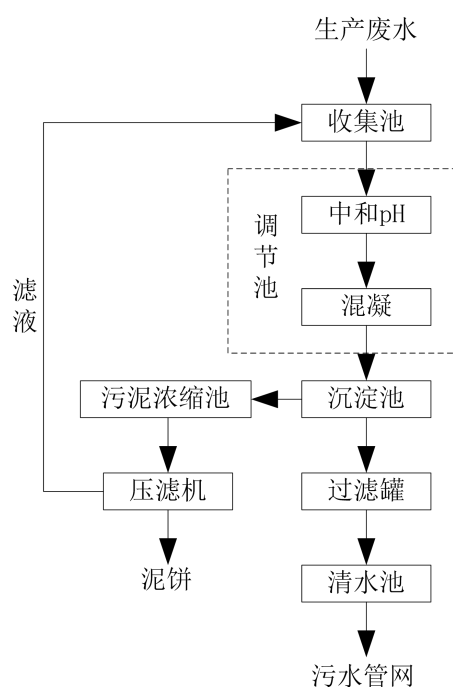 生产废水
收集池
中和pH
调节池
混凝
滤液
污泥浓缩池
沉淀池
压滤机
过滤罐
泥饼
清水池
污水管网